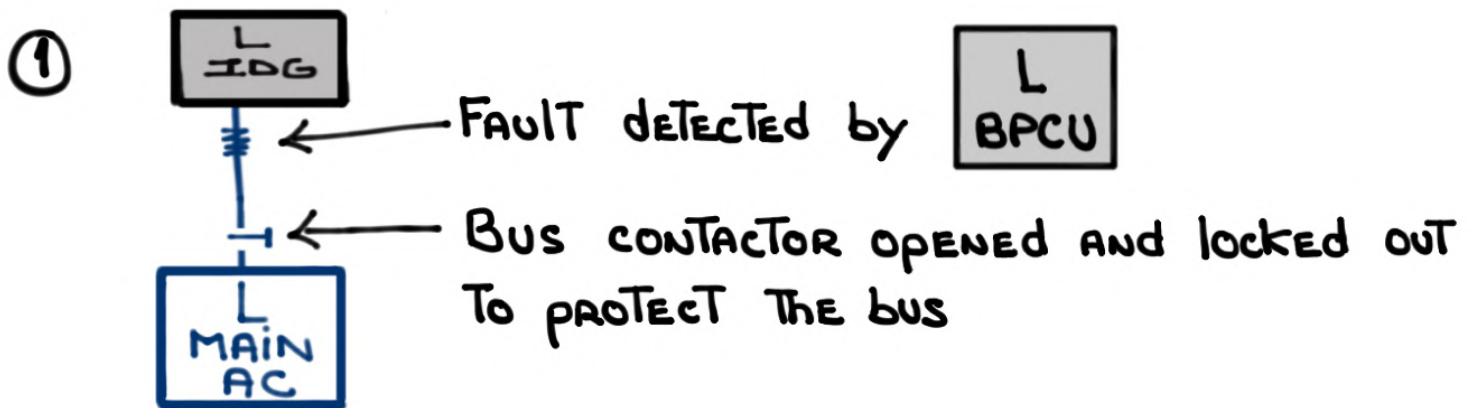 1
L
IDG
FAULT dETECTEd by
L
BPCU
BUS CONTACTOR OPENEd ANd lockEd OUT
To PROTECT ThE bus
L
MAiN
AC